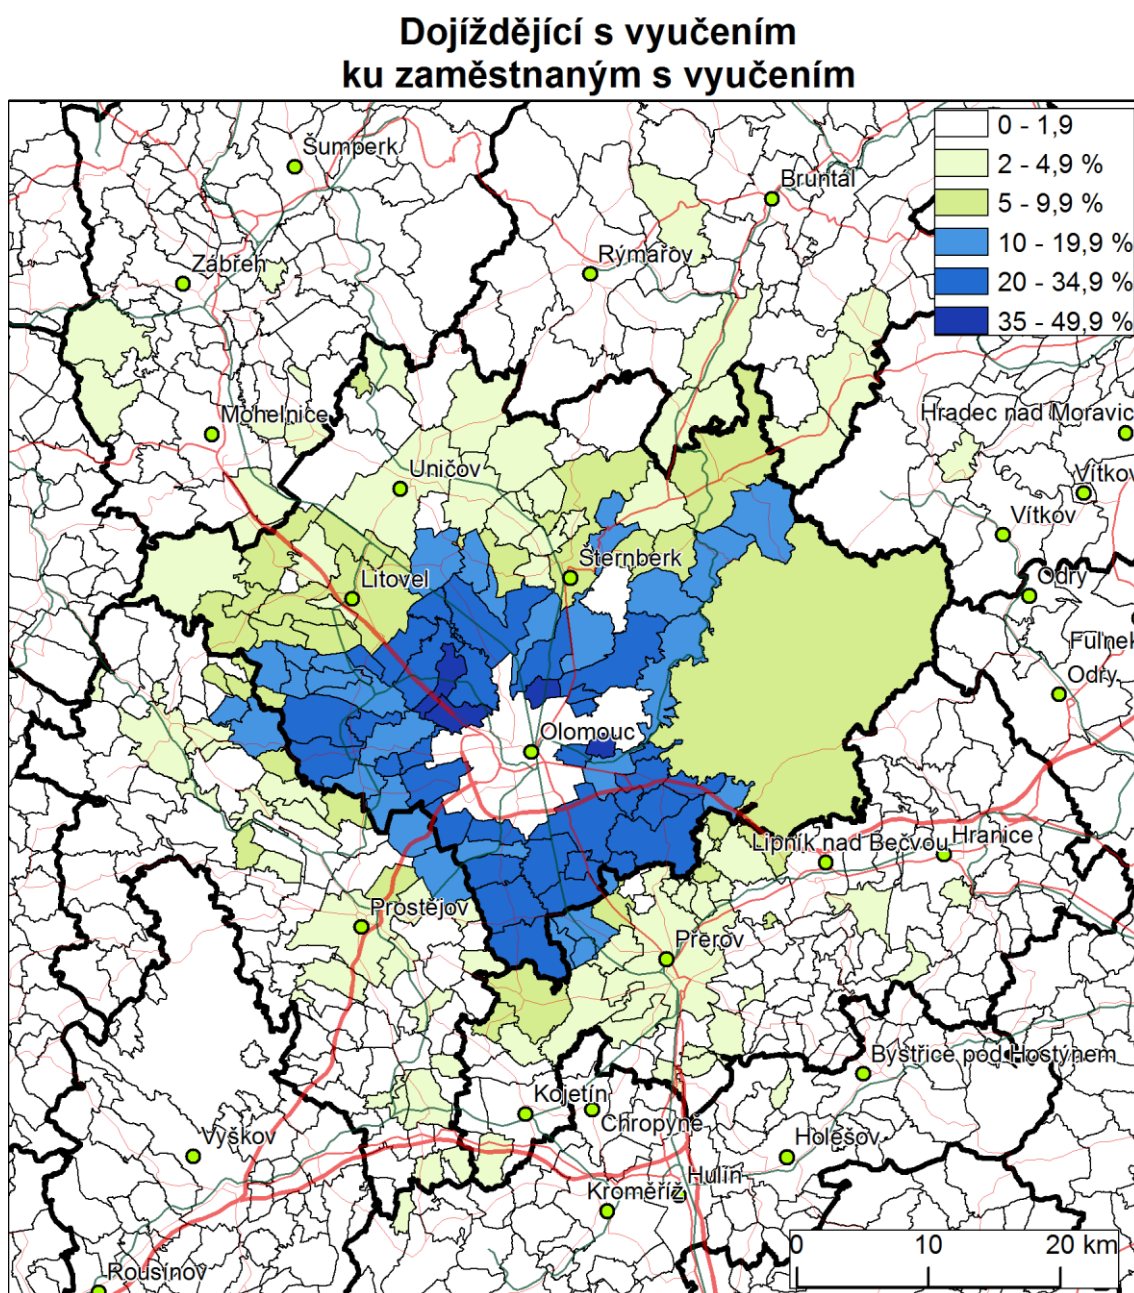 Dojíždějící s vyučením
ku zaměstnaným s vyučením
0 - 1,9
2 - 4,9 %
5 - 9,9 %
10 - 19,9 %
20 - 34,9 %
35 - 49,9 %
Šumperk
Bruntál
Zábřeh
Rýmařov
Mohelnice
Hradec nad Moravic
Uničov
Vítkov
Vítkov
Šternberk
Litovel
Odry
Fulnek
Odry
Olomouc
Lipník nad Bečvou
Hranice
Prostějov
Přerov
Bystřice pod Hostýnem
Kojetín
Chropyně
Vyškov
Holešov
Hulín
Kroměříž
Rousínov
0 10 20 km